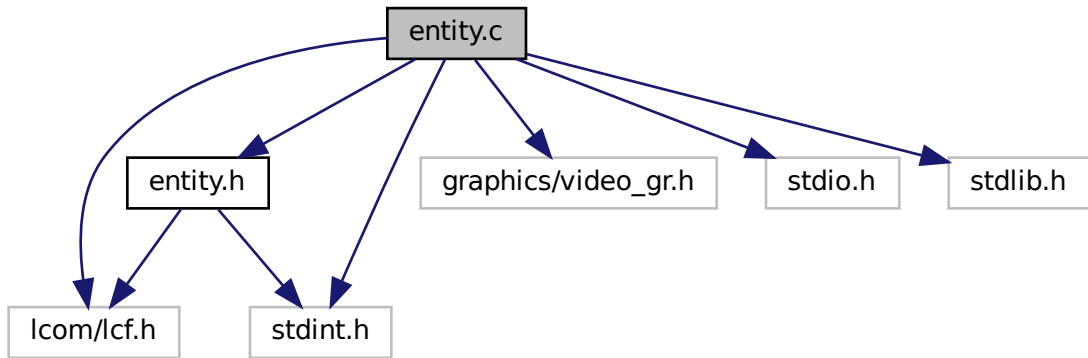 entity.c
entity.h
graphics/video_gr.h
stdio.h
stdlib.h
lcom/lcf.h
stdint.h